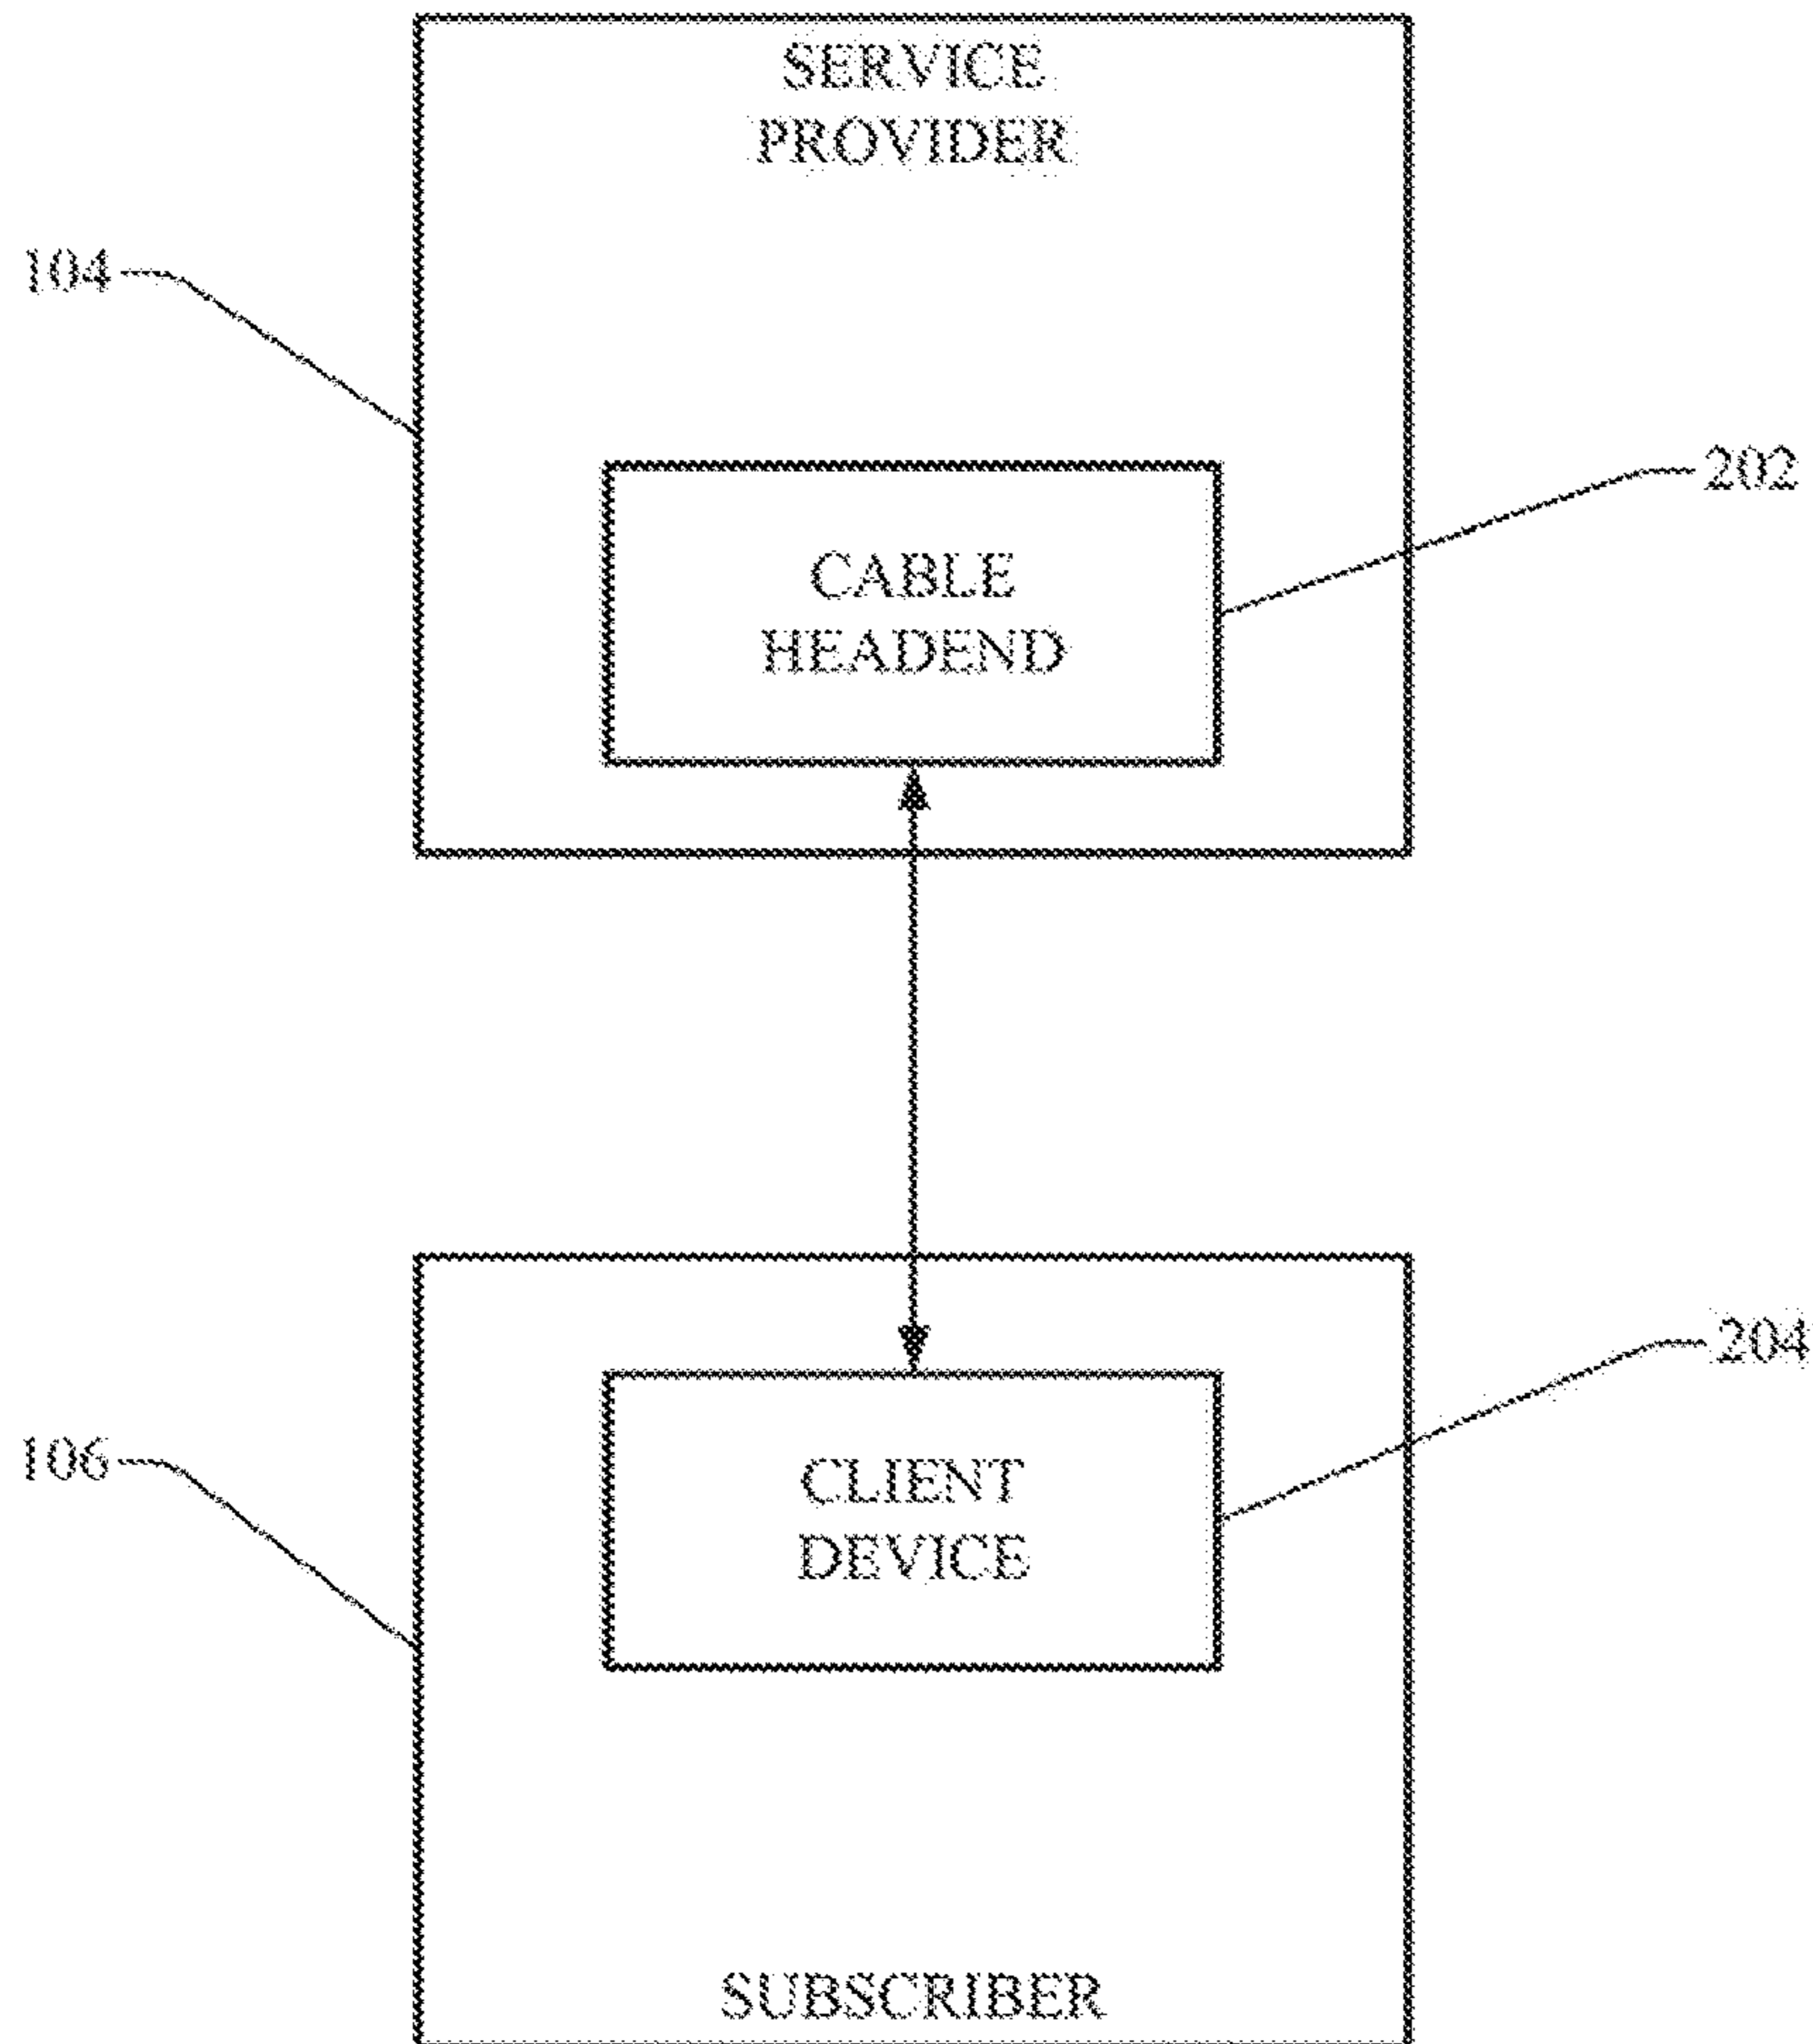 SERVICE
PROVIDER
104
202
CABLE
HEADEND
204
106
CLIENT
DEVICE
SUBSCRIBER